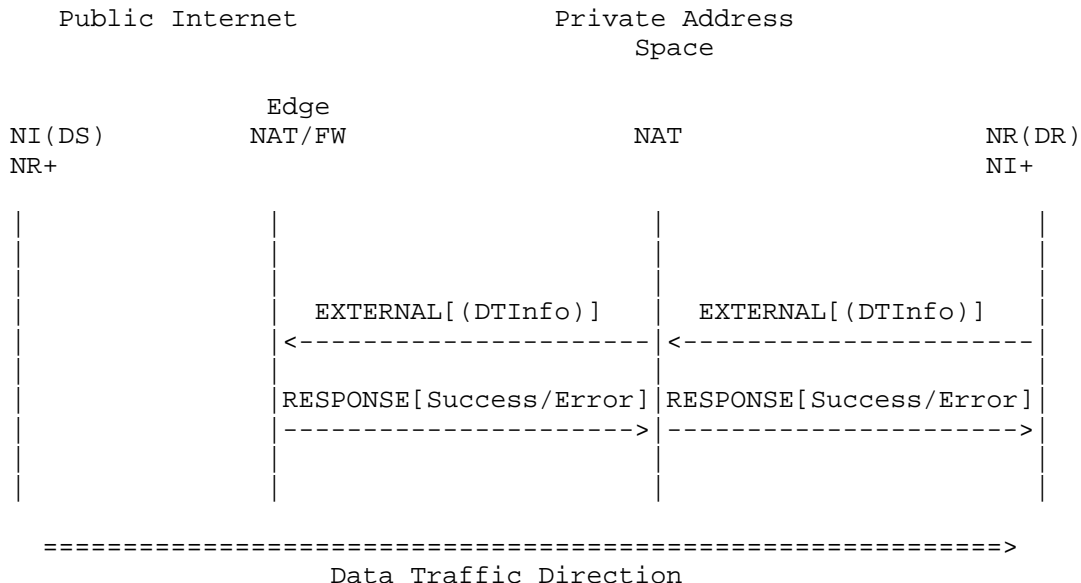 Public Internet Private Address
Space
Edge
NI(DS) NAT/FW NAT NR(DR)
NR+ NI+
EXTERNAL[(DTInfo)] EXTERNAL[(DTInfo)]
RESPONSE[Success/Error] RESPONSE[Success/Error]
Data Traffic Direction